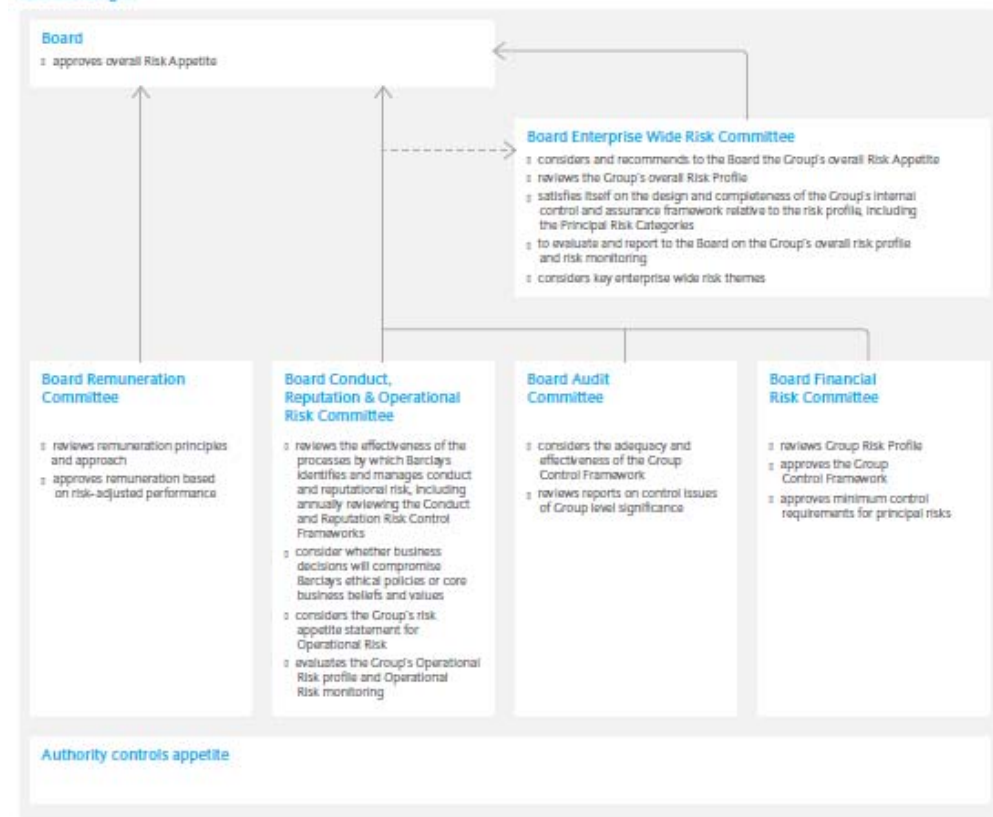 Board
approves overall Risk Appetite
Board Enterprise Wide Risk Committee
considers and recommends to the Board the Group's overall Risk Appetite
reviews the Group's overall Risk Profile
satisfies itself on the design and completeness of the Group's internal
control and assurance framework relative to the risk profile, including
the Principal Risk Categories
to evaluate and report to the Board on the Group's overall risk profile
and risk monitoring
considers key enterprise wide risk themes
Board Remuneration
Committee
reviews remuneration principles
and approach
approves remuneration based
on risk-adjusted performance
Board Conduct,
Reputation & Operational
Risk Committee
reviews the effectiveness of the
processes by which Barclays
identifies and manages conduct
and reputational risk, including
annually reviewing the Conduct
and Reputation Risk Control
Frameworks
consider whether business
decisions will compromise
Barclays ethical policies or core
business beliefs and values
considers the Group's risk
appetite statement for
Operational Risk
evaluates the Group's Operational
Risk profile and Operational
Risk monitoring
Board Audit
Committee
considers the adequacy and
effectiveness of the Group
Control Framework
reviews reports on control issues
of Group level significance
Board Financial
Risk Committee
reviews Group Risk Profile
approves the Group
Control Framework
approves minimum control
requirements for principal risks
Authority controls appetite